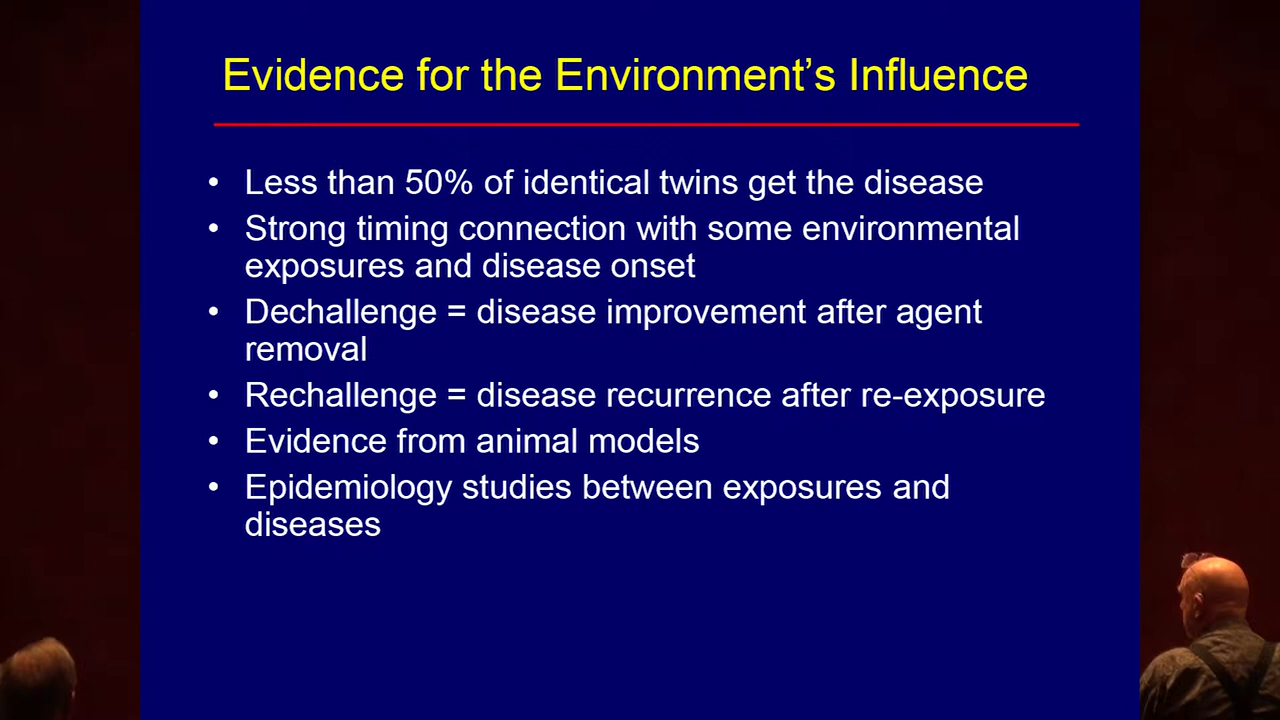 Evidence for the Environment’s Influence
• Less than 50% of identical twins get the disease
• Strong timing connection with some environmental
exposures and disease onset
• Dechallenge = disease improvement after agent
removal
• Rechallenge = disease recurrence after re-exposure
• Evidence from animal models
• Epidemiology studies between exposures and
diseases